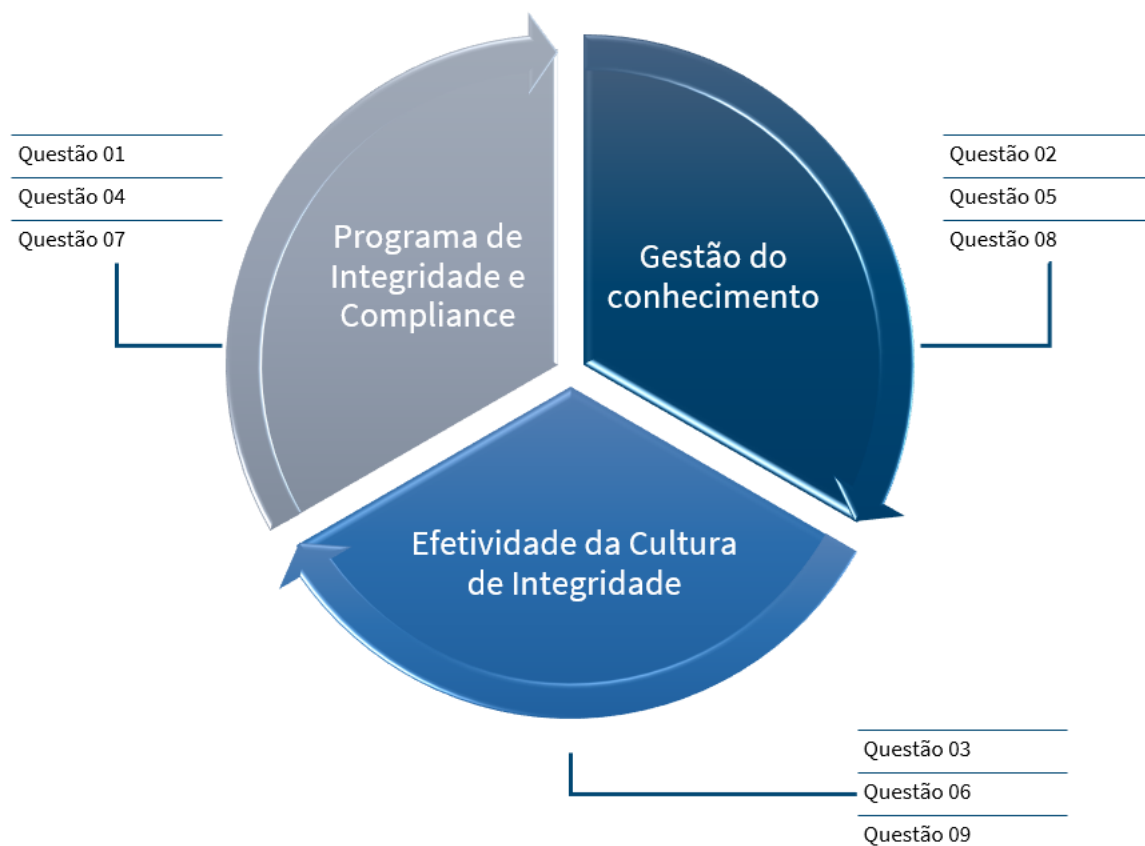 Questão 01
Questão 04
Questão 07
Programa de
Integridade e
Compliance
Gestão do
conhecimento
Questão 02
Questão 05
Questão 08
Efetividade da Cultura
de Integridade
Questão 03
Questão 06
Questão 09